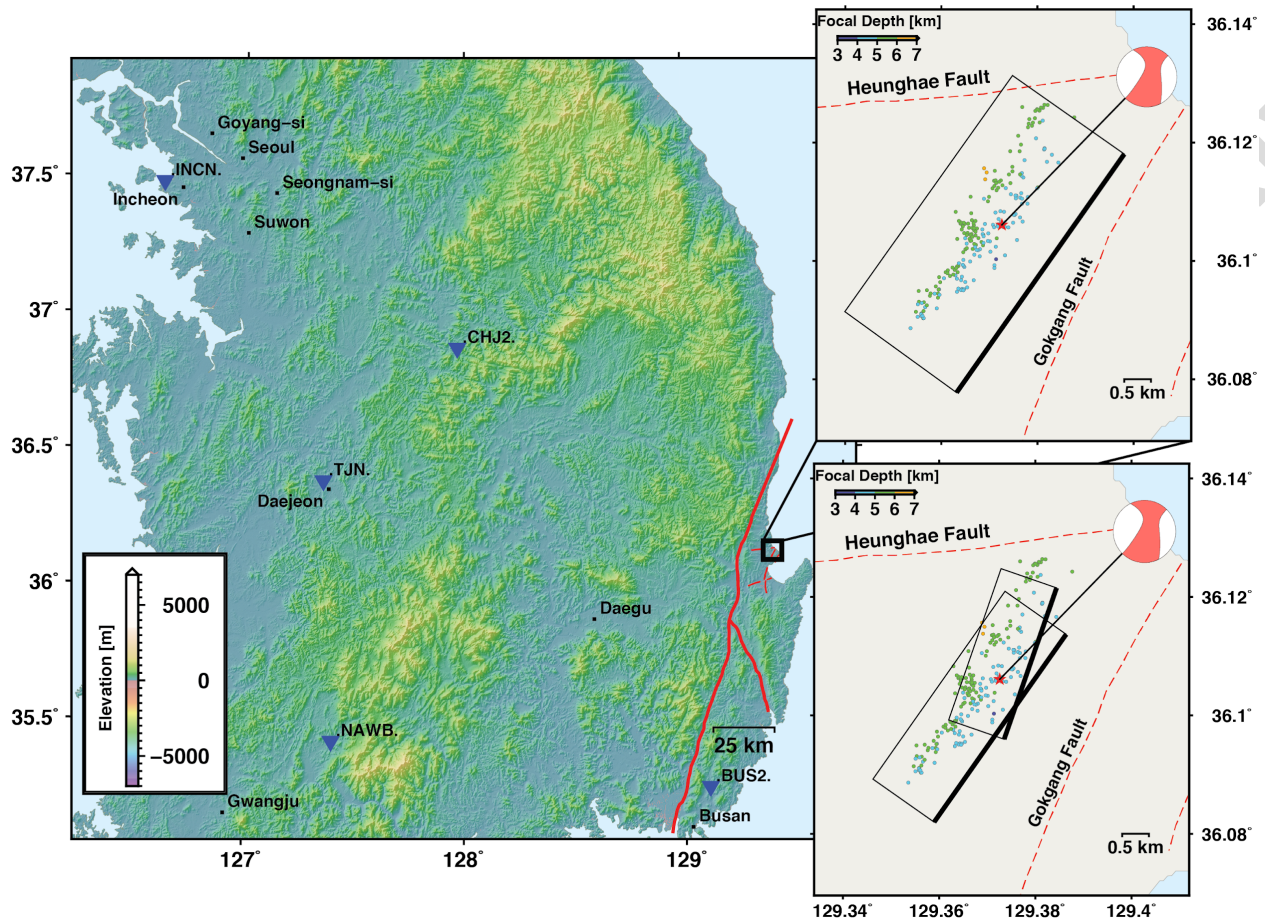 Goyang–si
Seoul
.INCN.
Seongnam–si
Incheon
Suwon
.CHJ2.
.TJN.
Daejeon
Daegu
.NAWB.
Gwangju
25 km
.BUS2.
Busan
37.5°
37°
36.5°
36°
35.5°
127°
128°
129°
Elevation [m]
5000
0
–5000
Focal Depth [km]
3 4 5 6 7
Heunghae Fault
Gokgang Fault
0.5 km
36.14°
36.12°
36.1°
36.08°
Focal Depth [km]
3 4 5 6 7
Heunghae Fault
Gokgang Fault
0.5 km
36.14°
36.12°
36.1°
36.08°
129.34°
129.36°
129.38°
129.4°